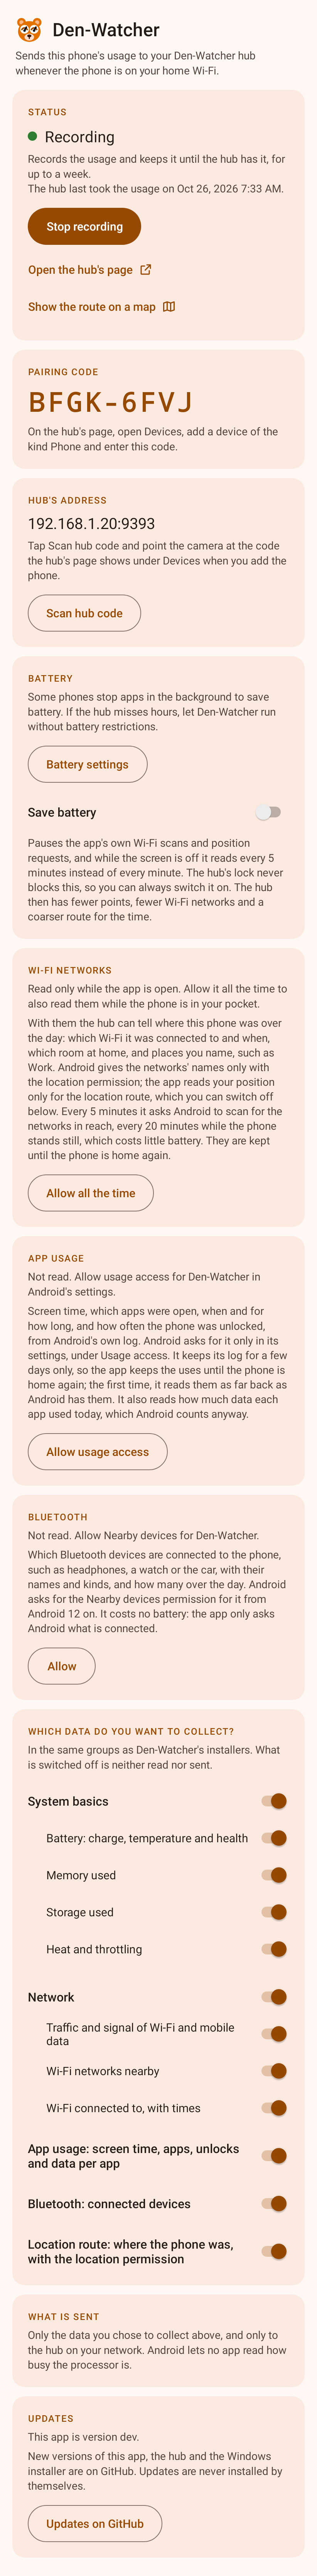 Den-Watcher
Sends this phone's usage to your Den-Watcher hub
whenever the phone is on your home Wi-Fi.
STATUS
Recording
Records the usage and keeps it until the hub has it, for
up to a week.
The hub last took the usage on Oct 26, 2026 7:33 AM.
Stop recording
Open the hub's page
Show the route on a map
PAIRING CODE
BFGK-6FVJ
On the hub's page, open Devices, add a device of the
kind Phone and enter this code.
HUB'S ADDRESS
192.168.1.20:9393
Tap Scan hub code and point the camera at the code
the hub's page shows under Devices when you add the
phone.
Scan hub code
BATTERY
Some phones stop apps in the background to save
battery. If the hub misses hours, let Den-Watcher run
without battery restrictions.
Battery settings
Save battery
Pauses the app's own Wi-Fi scans and position
requests, and while the screen is off it reads every 5
minutes instead of every minute. The hub's lock never
blocks this, so you can always switch it on. The hub
then has fewer points, fewer Wi-Fi networks and a
coarser route for the time.
WI-FI NETWORKS
Read only while the app is open. Allow it all the time to
also read them while the phone is in your pocket.
With them the hub can tell where this phone was over
the day: which Wi-Fi it was connected to and when,
which room at home, and places you name, such as
Work. Android gives the networks' names only with
the location permission; the app reads your position
only for the location route, which you can switch off
below. Every 5 minutes it asks Android to scan for the
networks in reach, every 20 minutes while the phone
stands still, which costs little battery. They are kept
until the phone is home again.
Allow all the time
APP USAGE
Not read. Allow usage access for Den-Watcher in
Android's settings.
Screen time, which apps were open, when and for
how long, and how often the phone was unlocked,
from Android's own log. Android asks for it only in its
settings, under Usage access. It keeps its log for a few
days only, so the app keeps the uses until the phone is
home again; the first time, it reads them as far back as
Android has them. It also reads how much data each
app used today, which Android counts anyway.
Allow usage access
BLUETOOTH
Not read. Allow Nearby devices for Den-Watcher.
Which Bluetooth devices are connected to the phone,
such as headphones, a watch or the car, with their
names and kinds, and how many over the day. Android
asks for the Nearby devices permission for it from
Android 12 on. It costs no battery: the app only asks
Android what is connected.
Allow
WHICH DATA DO YOU WANT TO COLLECT?
In the same groups as Den-Watcher's installers. What
is switched off is neither read nor sent.
System basics
Battery: charge, temperature and health
Memory used
Storage used
Heat and throttling
Network
Traffic and signal of Wi-Fi and mobile
data
Wi-Fi networks nearby
Wi-Fi connected to, with times
App usage: screen time, apps, unlocks
and data per app
Bluetooth: connected devices
Location route: where the phone was,
with the location permission
WHAT IS SENT
Only the data you chose to collect above, and only to
the hub on your network. Android lets no app read how
busy the processor is.
UPDATES
This app is version dev.
New versions of this app, the hub and the Windows
installer are on GitHub. Updates are never installed by
themselves.
Updates on GitHub